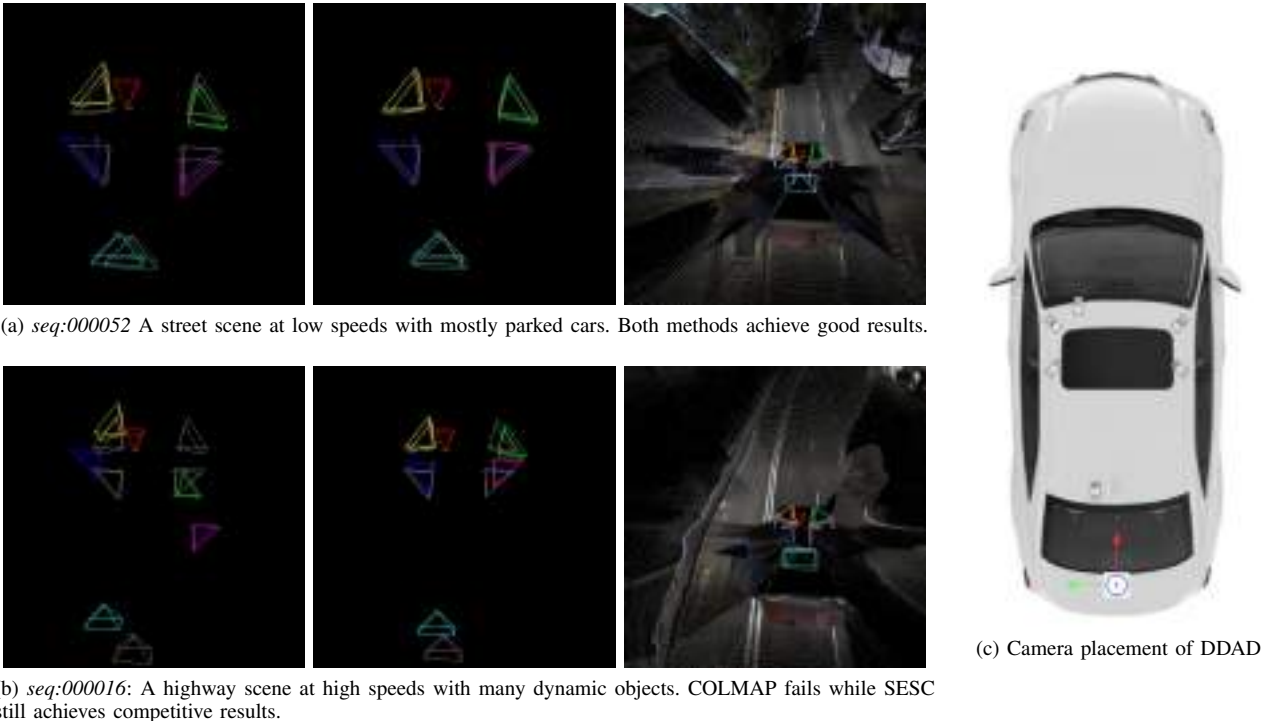 (a) seq:000052 A street scene at low speeds with mostly parked cars. Both methods achieve good results.
b) seq:000016: A highway scene at high speeds with many dynamic objects. COLMAP fails while SESC
still achieves competitive results.
(c) Camera placement of DDAD